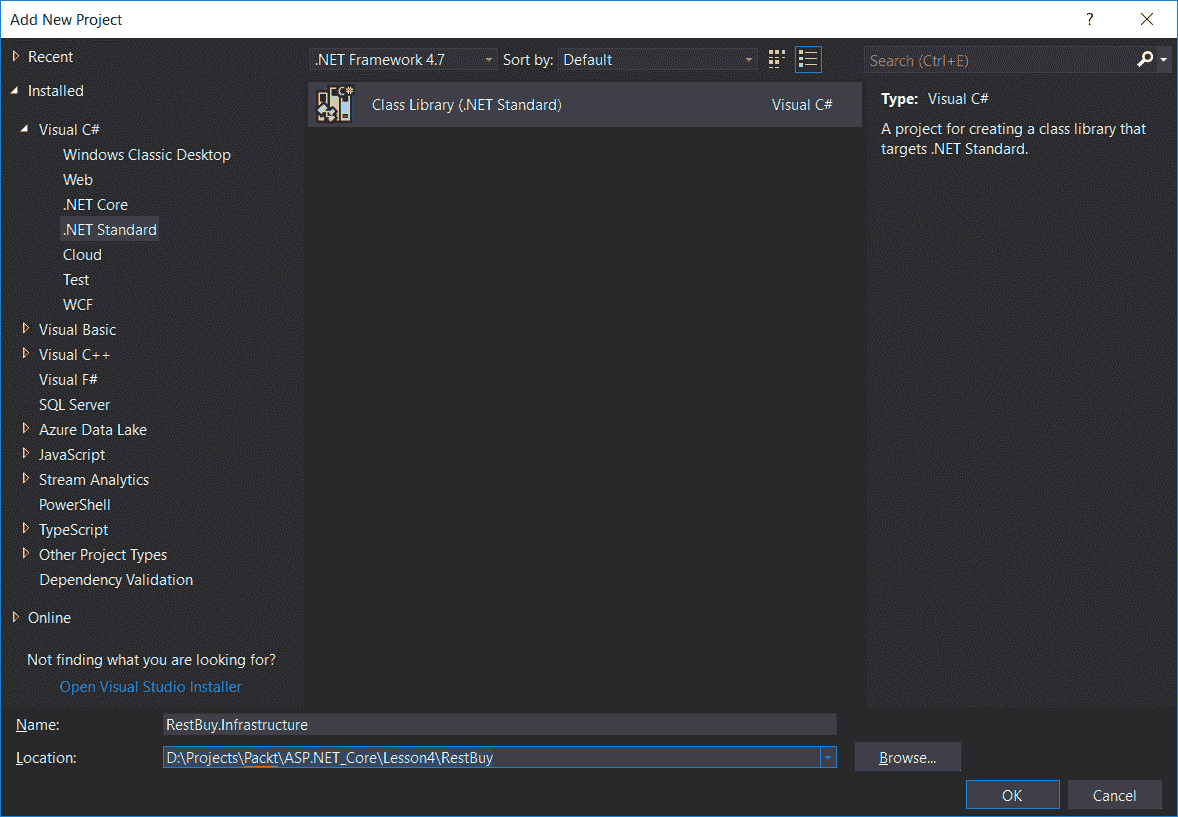 Add New Project
?
Recent
Installed
Visual C#
Windows Classic Desktop
Web
.NET Core
.NET Standard
Cloud
Test
WCF
Visual Basic
Visual C++
Visual F#
SQL Server
Azure Data Lake
JavaScript
Stream Analytics
PowerShell
TypeScript
Other Project Types
Dependency Validation
Online
Not finding what you are looking for?
Open Visual Studio Installer
.NET Framework 4.7 Sort by: Default
C# Class Library (.NET Standard) Visual C#
Search (Ctrl+E)
Type: Visual C#
A project for creating a class library that
targets .NET Standard.
Name: RestBuy.Infrastructure
Location: D:\Projects\Packt\ASP.NET_Core\Lesson4\RestBuy
Browse...
OK Cancel